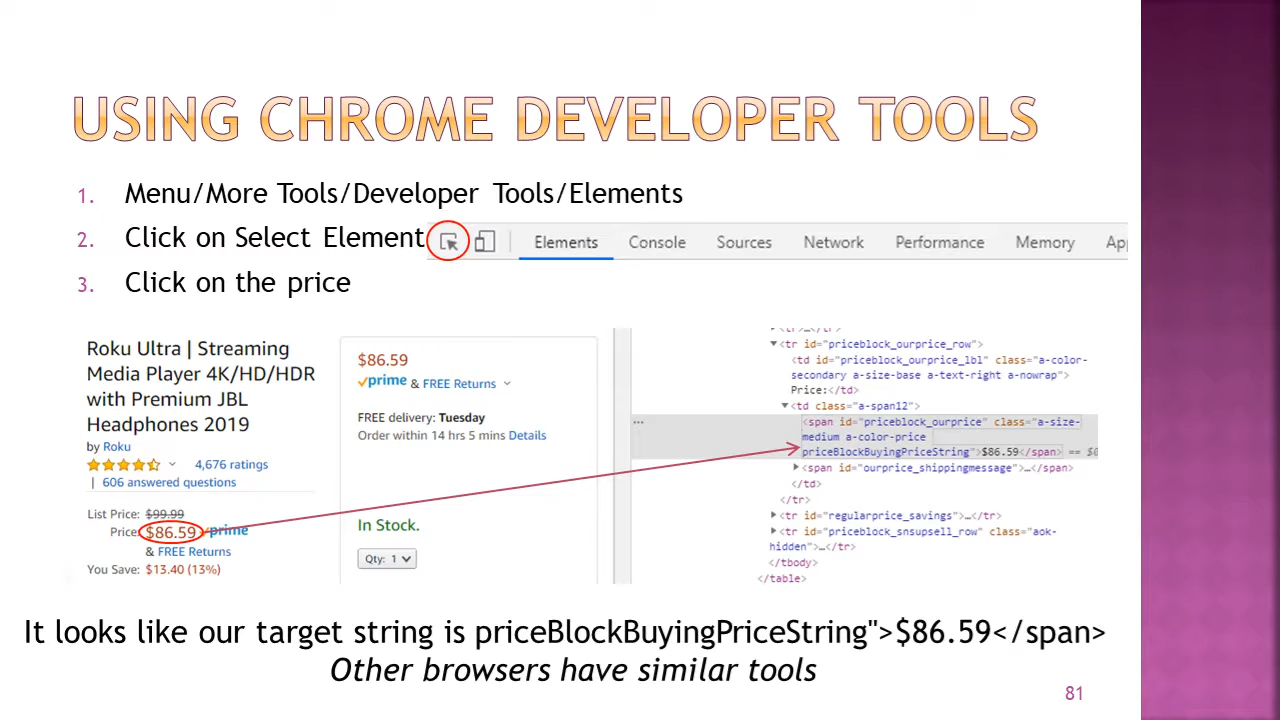 USING CHROME DEVELOPER TOOLS
1. Menu/More Tools/Developer Tools/Elements
2. Click on Select Element
Elements Console Sources Network Performance Memory Ap
3. Click on the price
Roku Ultra | Streaming
Media Player 4K/HD/HDR
with Premium JBL
Headphones 2019
by Roku
4,676 ratings
| 606 answered questions
List Price: $99.99
Price: $86.59 prime
& FREE Returns
You Save: $13.40 (13%)
$86.59
prime & FREE Returns
FREE delivery: Tuesday
Order within 14 hrs 5 mins Details
In Stock.
Qty: 1
<tr>…</tr>
<tr id="priceblock_ourprice_row">
<td id="priceblock_ourprice_lbl" class="a-color-
secondary a-size-base a-text-right a-nowrap">
Price:</td>
<td class="a-span12">
… <span id="priceblock_ourprice" class="a-size-
medium a-color-price
priceBlockBuyingPriceString">$86.59</span> == $0
<span id="ourprice_shippingmessage">…</span>
</td>
</tr>
<tr id="regularprice_savings">…</tr>
<tr id="priceblock_snsupsell_row" class="aok-
hidden">…</tr>
</tbody>
</table>
It looks like our target string is priceBlockBuyingPriceString">$86.59</span>
Other browsers have similar tools
81